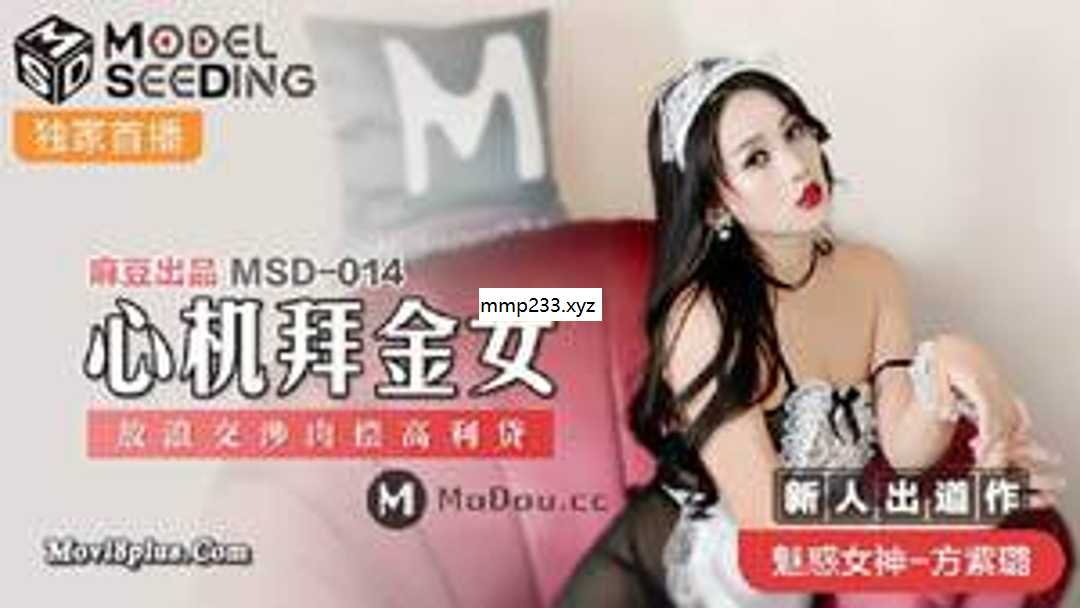 MODEL
SEEDING
MSD
独家首播
M
麻豆出品 MSD-014
mmp233.xyz
心机拜金女
放浪交涉肉偿高利贷
M MaDou.cc
Movi8plus.Com
新人出道作
魅惑女神-方紫璐